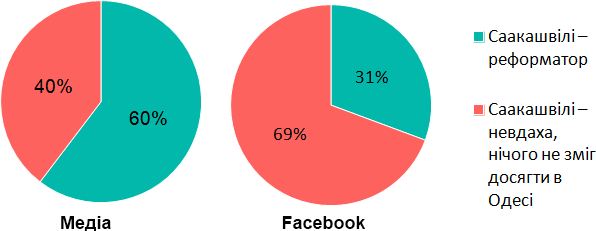 40%
60%
Медіа
31%
69%
Facebook
Саакашвілі –
реформатор
Саакашвілі –
невдаха,
нічого не зміг
досягти в
Одесі